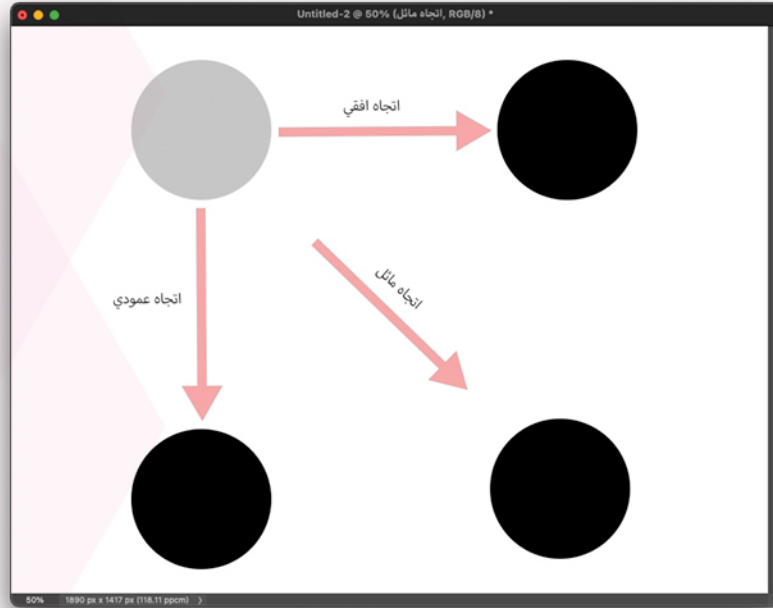 Untitled-2 @ 50% (اتجاه مائل, RGB/8) *
اتجاه افقي
اتجاه مائل
اتجاه عمودي
50% 1890 px x 1417 px (118.11 ppcm) >